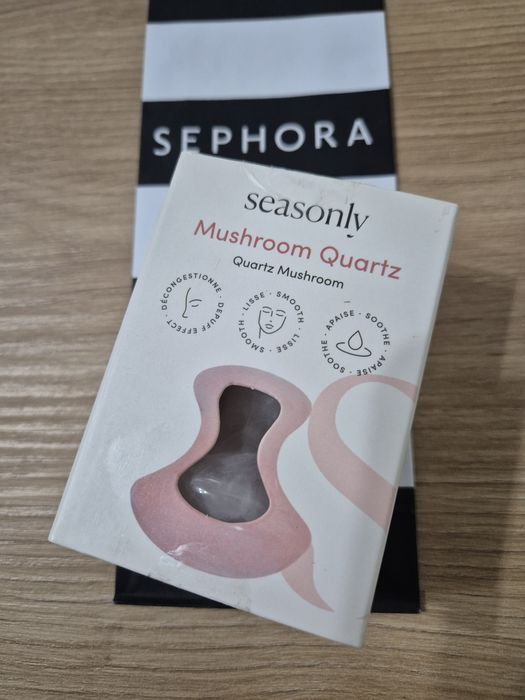 SEPHORA
seasonly
Mushroom Quartz
Quartz Mushroom
DÉCONGESTIONNE · DEPUFF EFFECT ·
SMOOTH · LISSE · SMOOTH · LISSE ·
SOOTHE · APAISE · SOOTHE · APAISE ·